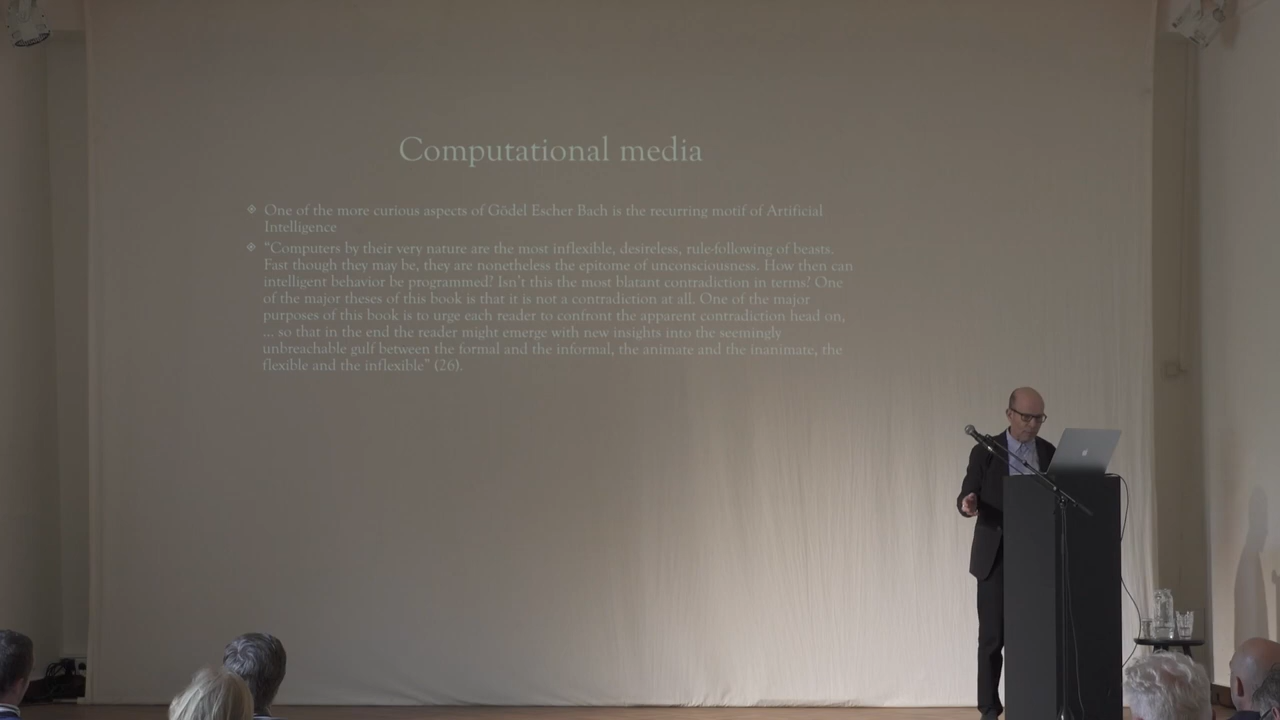 Computational media
One of the more curious aspects of Gödel Escher Bach is the recurring motif of Artificial
Intelligence
“Computers by their very nature are the most inflexible, desireless, rule-following of beasts.
Fast though they may be, they are nonetheless the epitome of unconsciousness. How then can
intelligent behavior be programmed? Isn’t this the most blatant contradiction in terms? One
of the major theses of this book is that it is not a contradiction at all. One of the major
purposes of this book is to urge each reader to confront the apparent contradiction head on,
... so that in the end the reader might emerge with new insights into the seemingly
unbreachable gulf between the formal and the informal, the animate and the inanimate, the
flexible and the inflexible” (26).